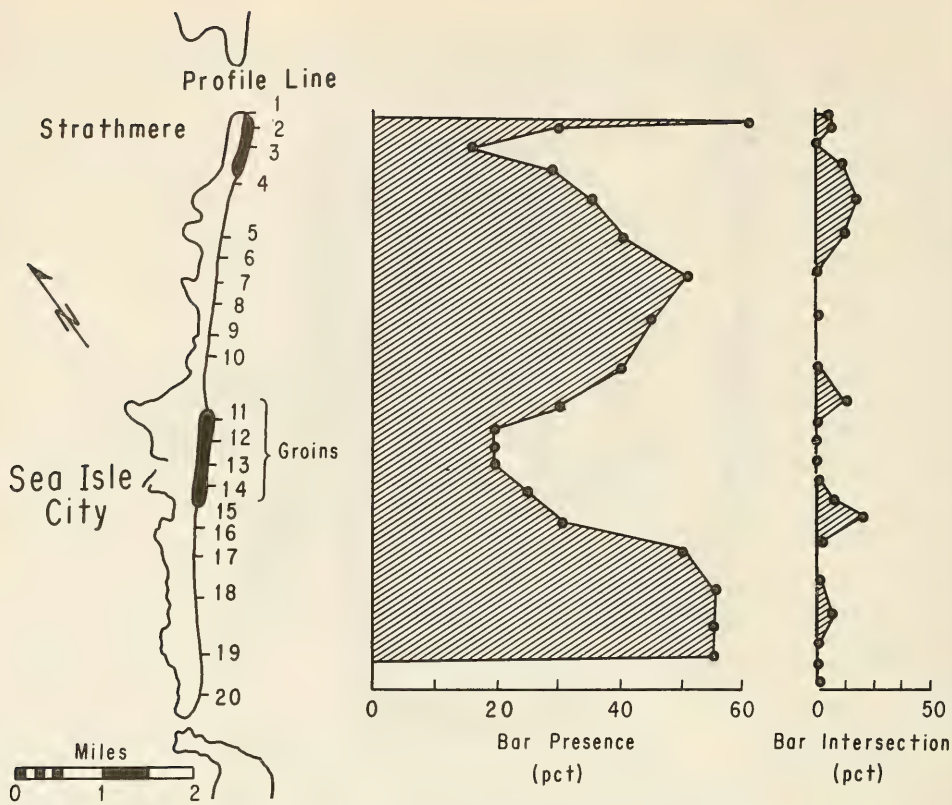 Profile Line
Strathmere
1
2
3
4
5
6
7
8
9
10
11
12
13
14
15
16
17
18
19
20
Groins
Sea Isle
City
N
Miles
0 1 2
0 20 40 60
Bar Presence
(pct)
0 50
Bar Intersection
(pct)